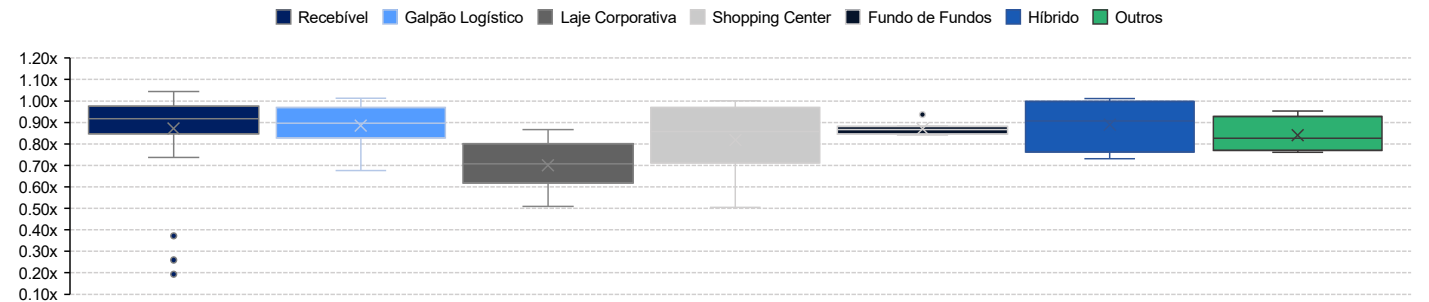 Recebível Galpão Logístico Laje Corporativa Shopping Center Fundo de Fundos Híbrido Outros
1.20x
1.10x
1.00x
0.90x
0.80x
0.70x
0.60x
0.50x
0.40x
0.30x
0.20x
0.10x